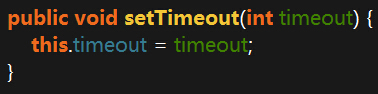 public void setTimeout(int timeout) {
    this.timeout = timeout;
}